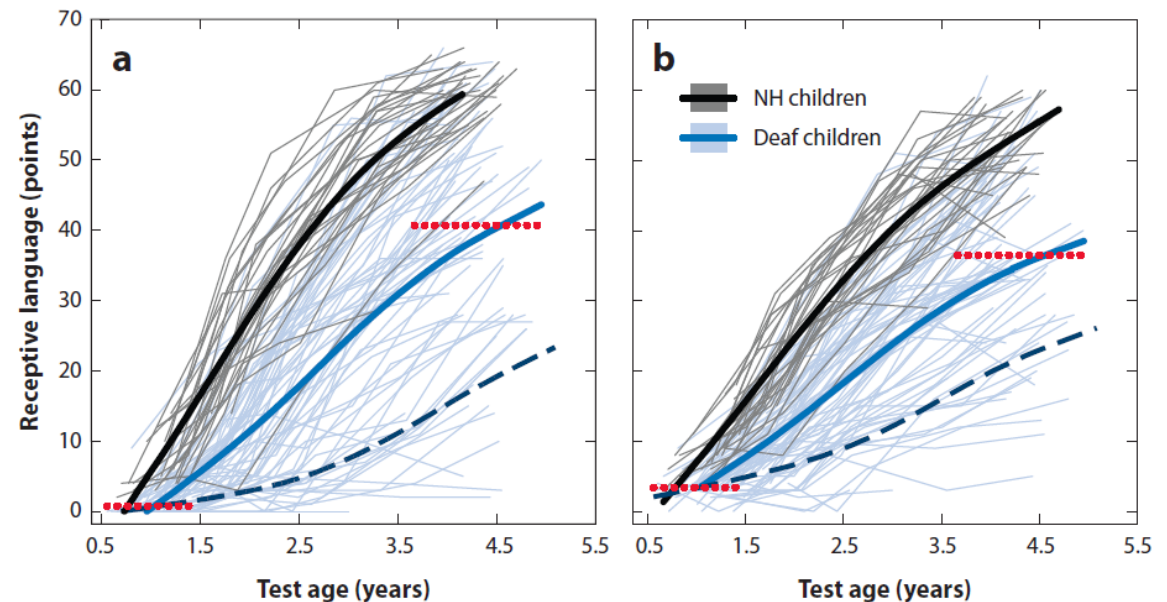 a
b
NH children
Deaf children
Receptive language (points)
70
60
50
40
30
20
10
0
0.5 1.5 2.5 3.5 4.5 5.5
0.5 1.5 2.5 3.5 4.5 5.5
Test age (years)
Test age (years)